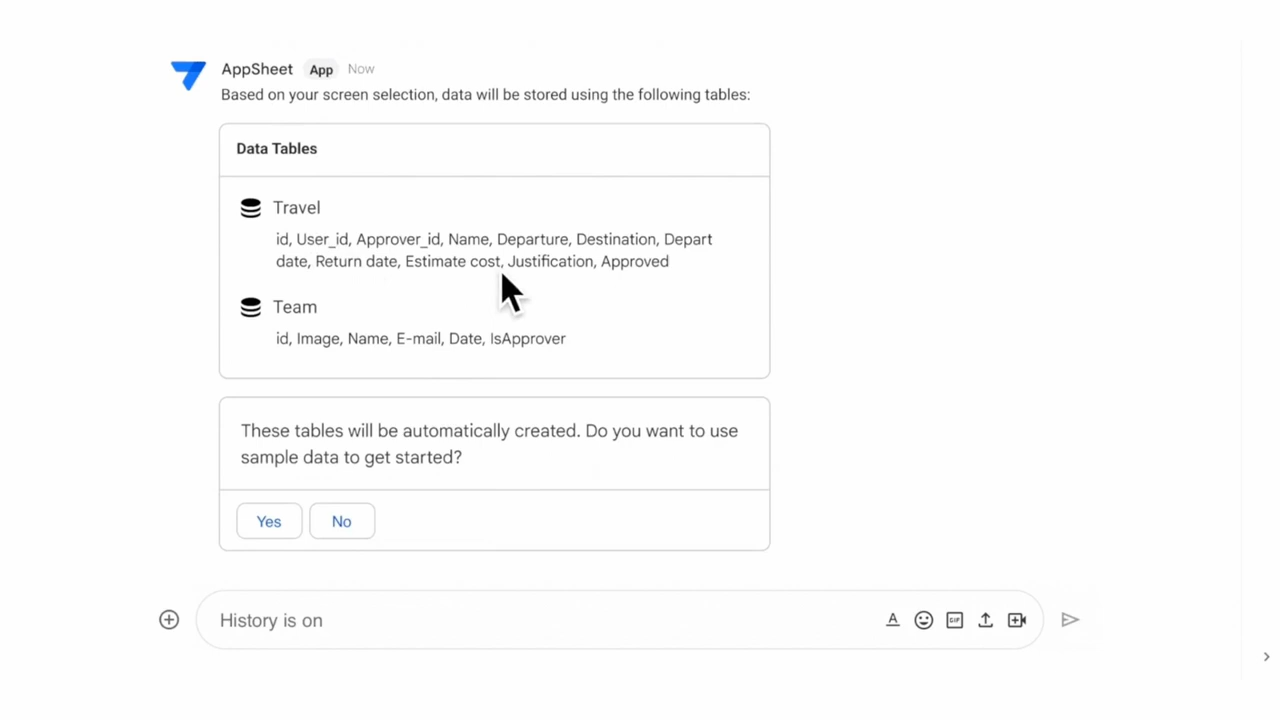 AppSheet App Now
Based on your screen selection, data will be stored using the following tables:
Data Tables
Travel
id, User_id, Approver_id, Name, Departure, Destination, Depart
date, Return date, Estimate cost, Justification, Approved
Team
id, Image, Name, E-mail, Date, IsApprover
These tables will be automatically created. Do you want to use
sample data to get started?
Yes No
History is on
A GIF